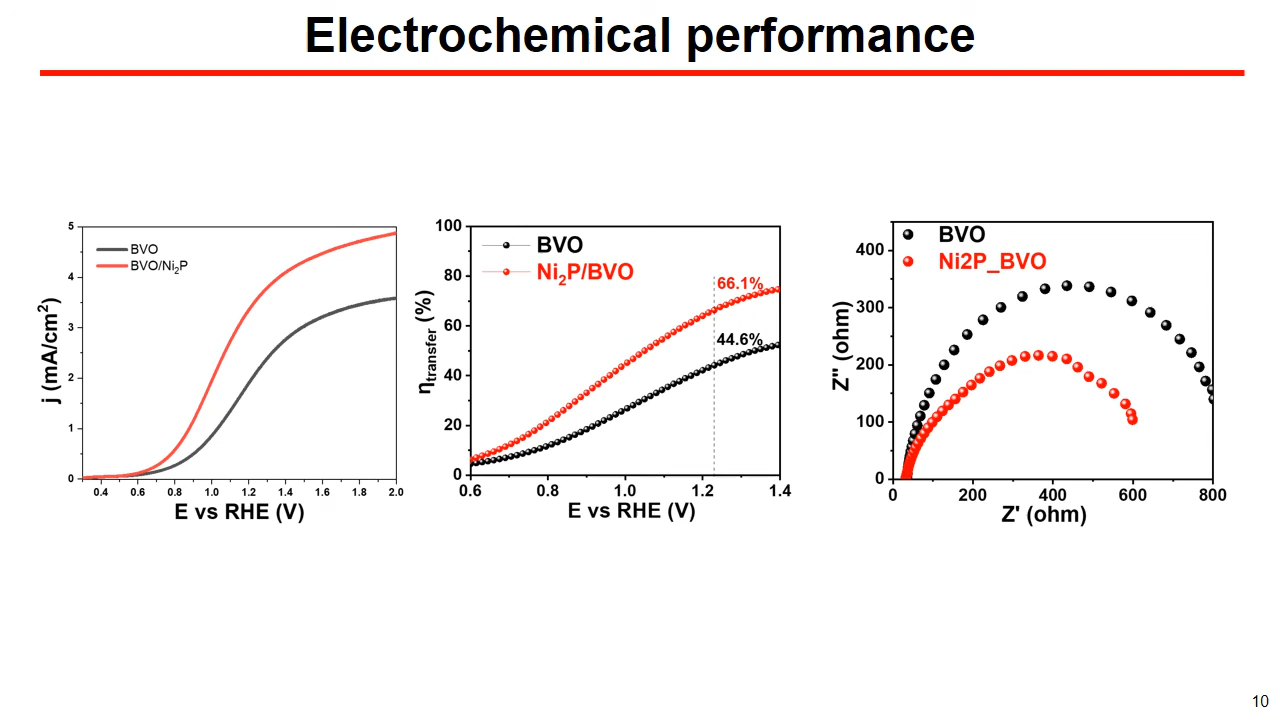 Electrochemical performance
5
4
3
2
1
0
BVO
BVO/Ni₂P
0.4 0.6 0.8 1.0 1.2 1.4 1.6 1.8 2.0
E vs RHE (V)
j (mA/cm²)
100
80
60
40
20
0
BVO
Ni₂P/BVO
66.1%
44.6%
0.6 0.8 1.0 1.2 1.4
E vs RHE (V)
ηtransfer (%)
400
300
200
100
0
BVO
Ni2P_BVO
0 200 400 600 800
Z' (ohm)
Z" (ohm)
10